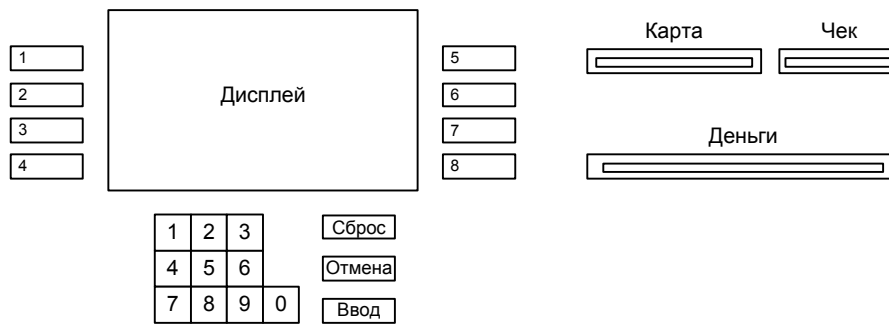 Карта Чек
1 5
2 Дисплей 6
3 7
Деньги
4 8
1 2 3 Сброс
4 5 6 Отмена
7 8 9 0 Ввод